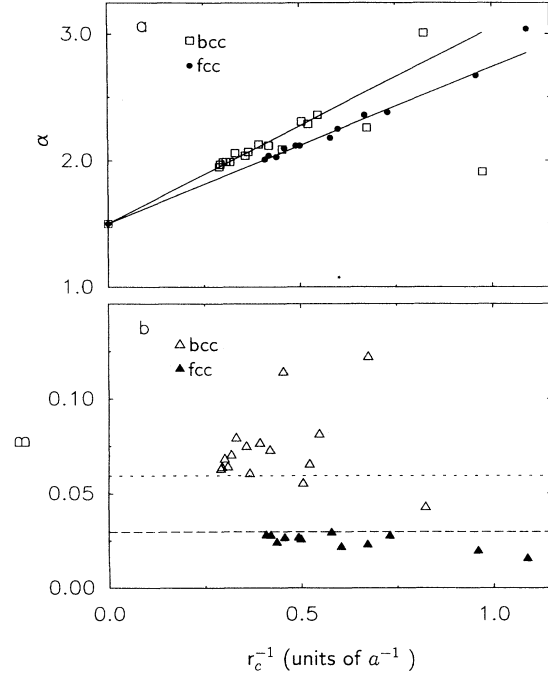 a
bcc
fcc
3.0
2.0
1.0
α
b
bcc
fcc
0.10
0.05
0.00
B
0.0
0.5
1.0
r_c^{-1} (units of a^{-1} )